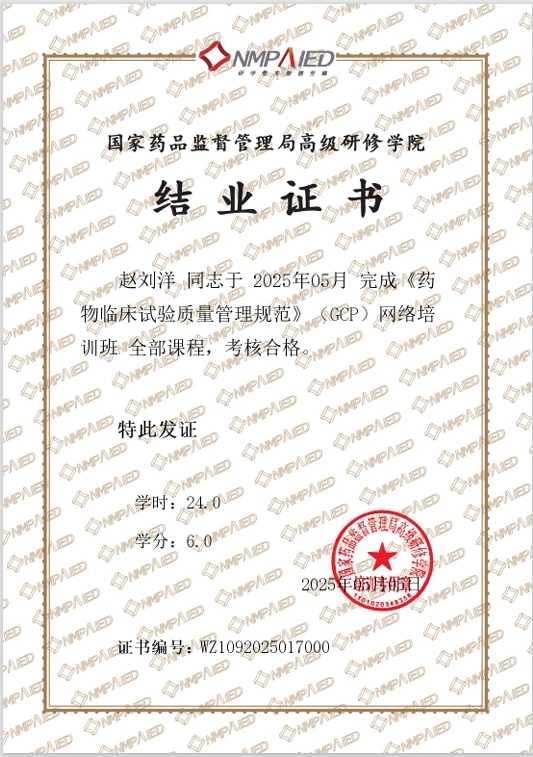 NMPAIED
国家药品监督管理局高级研修学院
结业证书
赵刘洋 同志于 2025年05月 完成《药
物临床试验质量管理规范》（GCP）网络培
训班 全部课程，考核合格。
特此发证
学时：24.0
学分：6.0
国家药品监督管理局高级研修学院
2025年05月05日
证书编号：WZ1092025017000